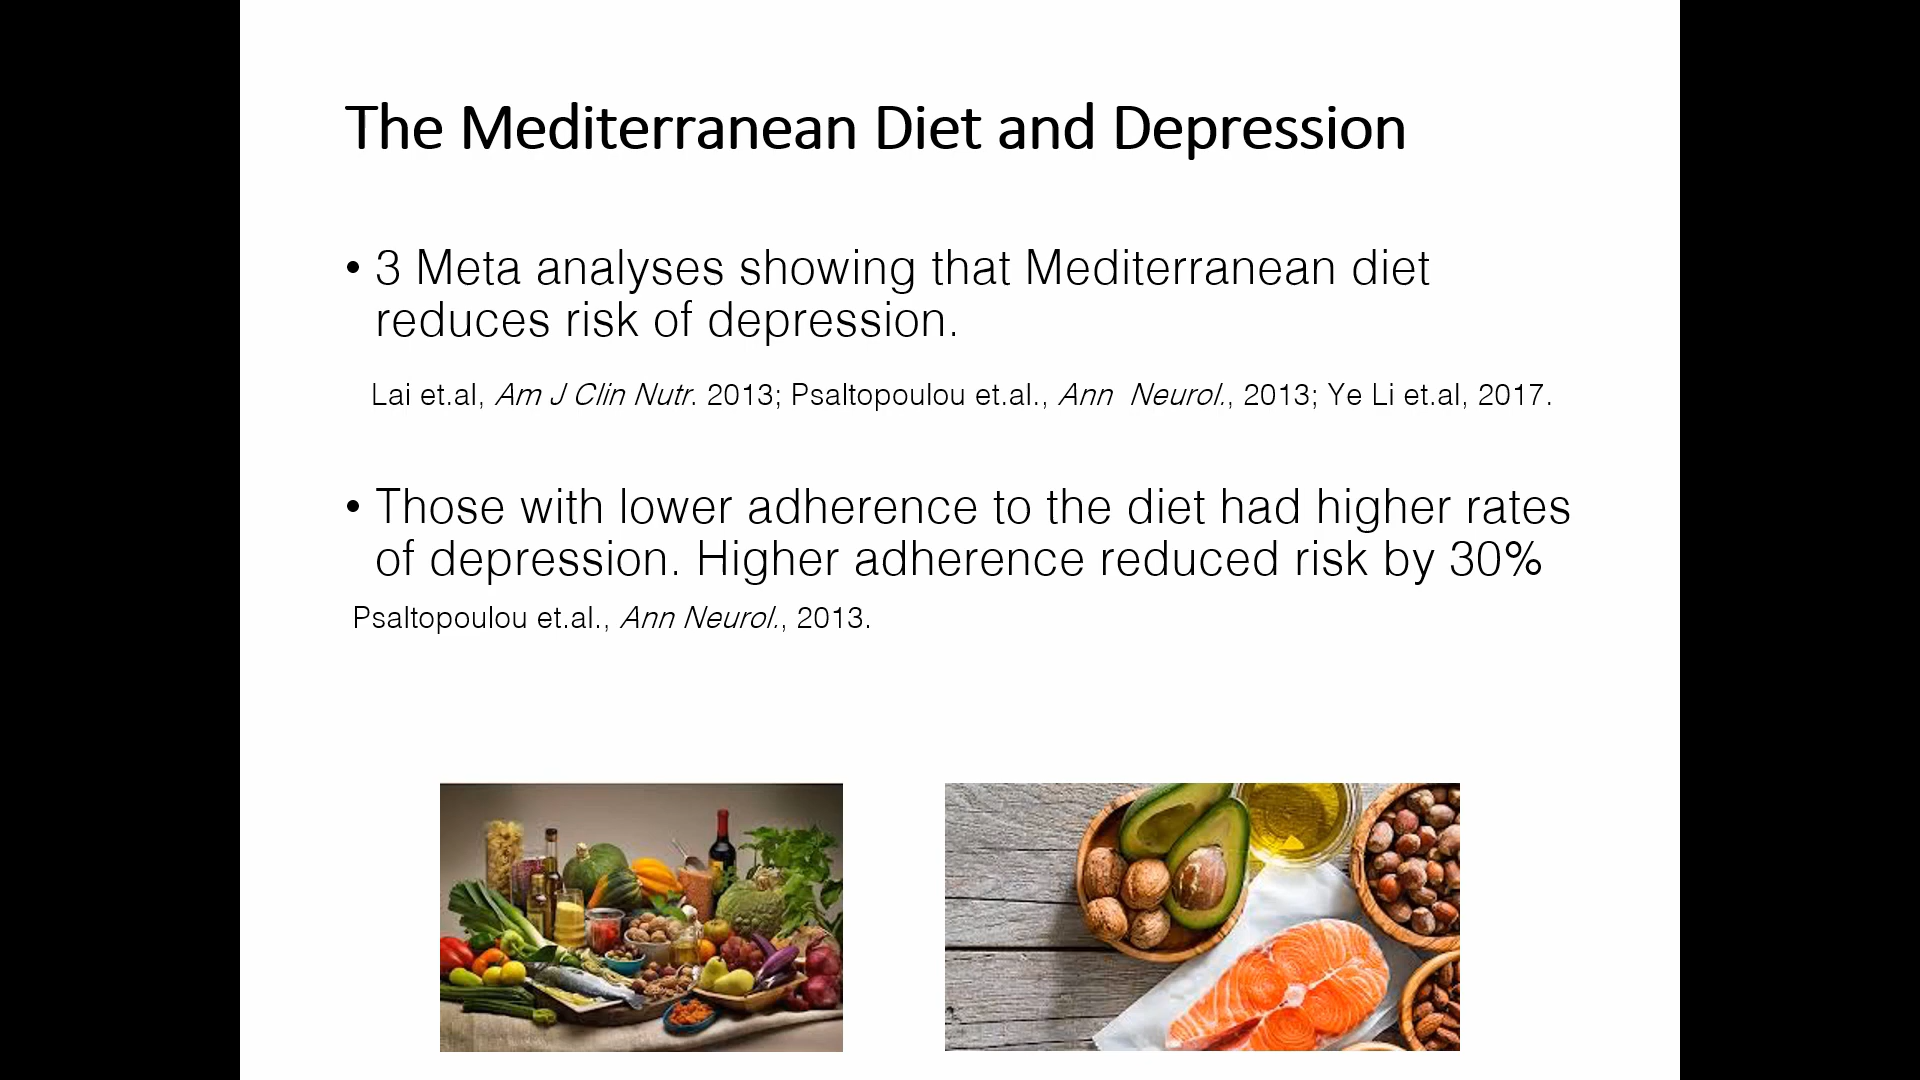 The Mediterranean Diet and Depression
• 3 Meta analyses showing that Mediterranean diet
reduces risk of depression.
Lai et.al, Am J Clin Nutr. 2013; Psaltopoulou et.al., Ann Neurol., 2013; Ye Li et.al, 2017.
• Those with lower adherence to the diet had higher rates
of depression. Higher adherence reduced risk by 30%
Psaltopoulou et.al., Ann Neurol., 2013.